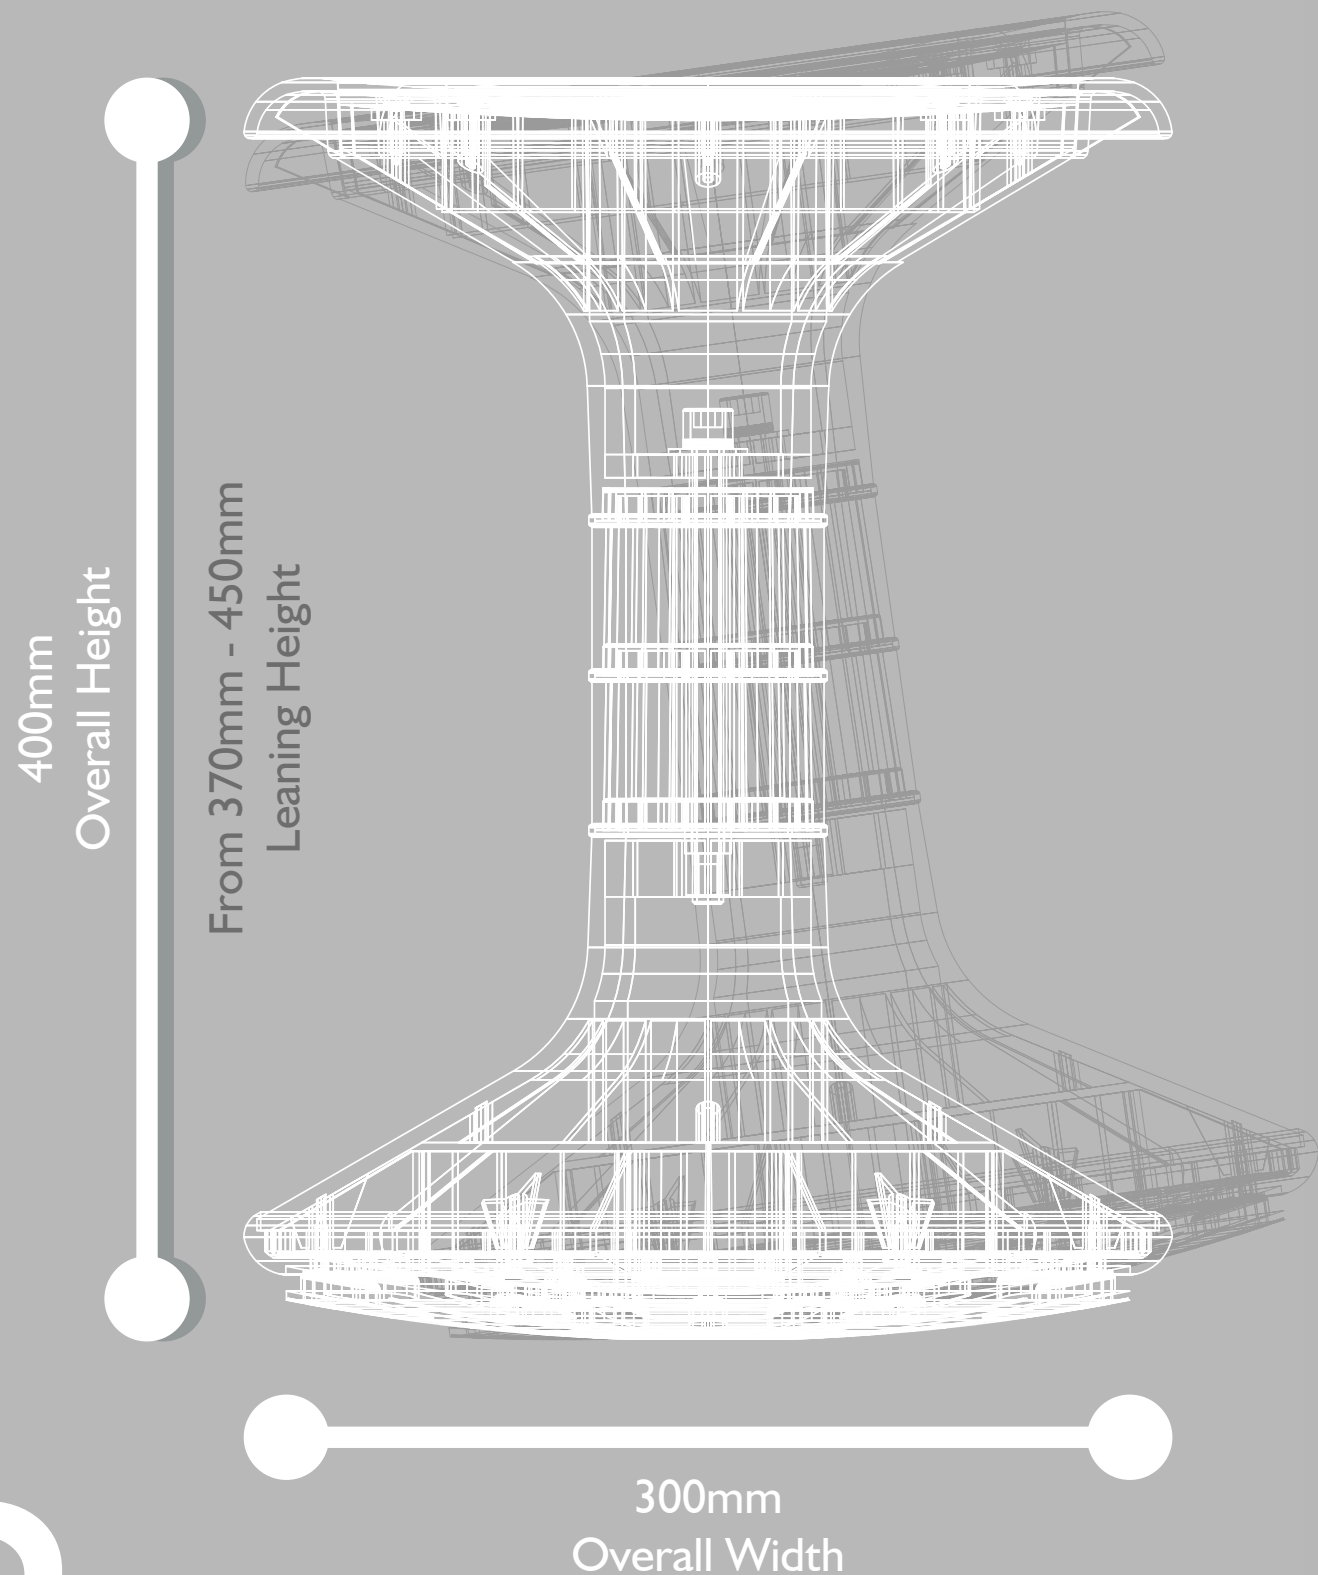 400mm
Overall Height
From 370mm - 450mm
Leaning Height
300mm
Overall Width